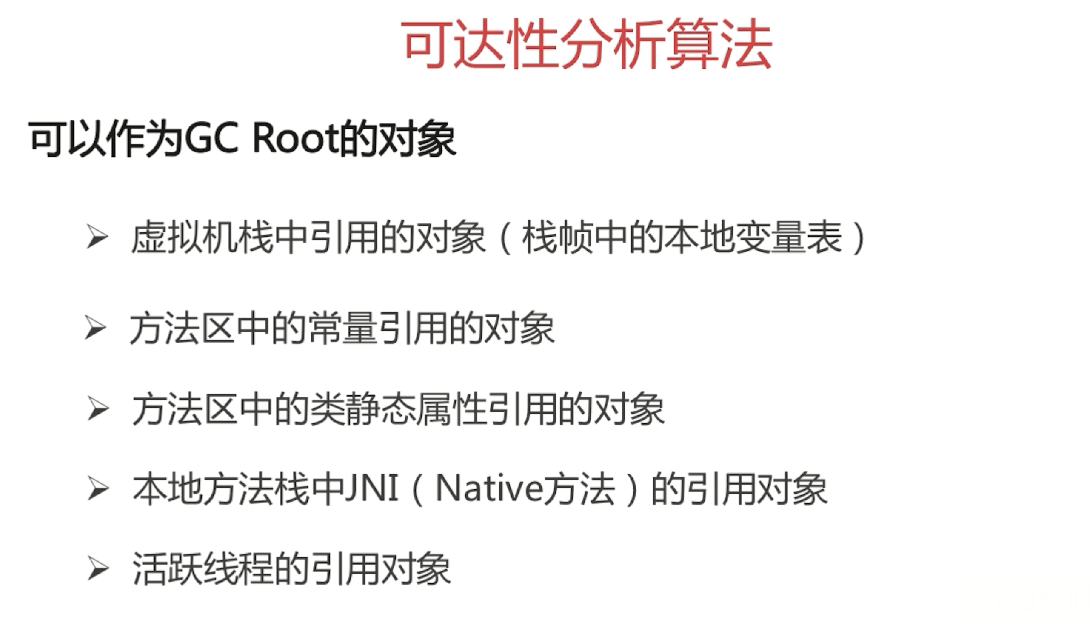 可达性分析算法
可以作为GC Root的对象
➢ 虚拟机栈中引用的对象（栈帧中的本地变量表）
➢ 方法区中的常量引用的对象
➢ 方法区中的类静态属性引用的对象
➢ 本地方法栈中JNI（Native方法）的引用对象
➢ 活跃线程的引用对象